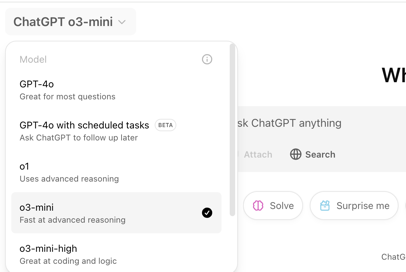 ChatGPT o3-mini
Model
GPT-4o
Great for most questions
GPT-4o with scheduled tasks BETA
Ask ChatGPT to follow up later
o1
Uses advanced reasoning
o3-mini
Fast at advanced reasoning
o3-mini-high
Great at coding and logic
Wh
sk ChatGPT anything
Attach Search
Solve Surprise me
ChatG